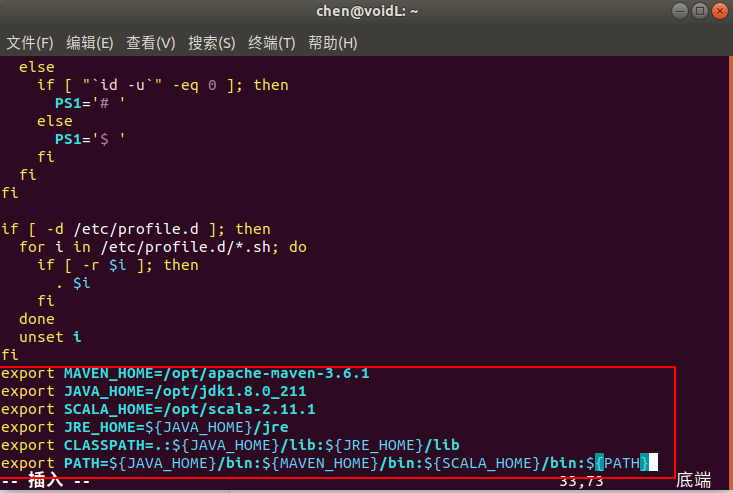 chen@voidL: ~
文件(F) 编辑(E) 查看(V) 搜索(S) 终端(T) 帮助(H)
  else
    if [ "`id -u`" -eq 0 ]; then
      PS1='# '
    else
      PS1='$ '
    fi
  fi
fi

if [ -d /etc/profile.d ]; then
  for i in /etc/profile.d/*.sh; do
    if [ -r $i ]; then
      . $i
    fi
  done
  unset i
fi
export MAVEN_HOME=/opt/apache-maven-3.6.1
export JAVA_HOME=/opt/jdk1.8.0_211
export SCALA_HOME=/opt/scala-2.11.1
export JRE_HOME=${JAVA_HOME}/jre
export CLASSPATH=.:${JAVA_HOME}/lib:${JRE_HOME}/lib
export PATH=${JAVA_HOME}/bin:${MAVEN_HOME}/bin:${SCALA_HOME}/bin:${PATH}
-- 插入 -- 33,73 底端